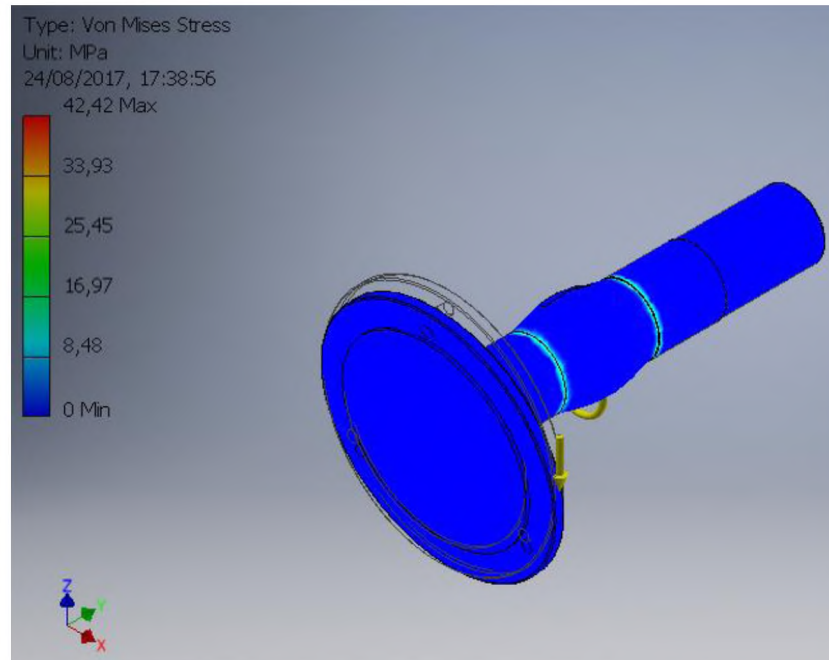 Type: Von Mises Stress
Unit: MPa
24/08/2017, 17:38:56
42,42 Max
33,93
25,45
16,97
8,48
0 Min
Z
Y
X